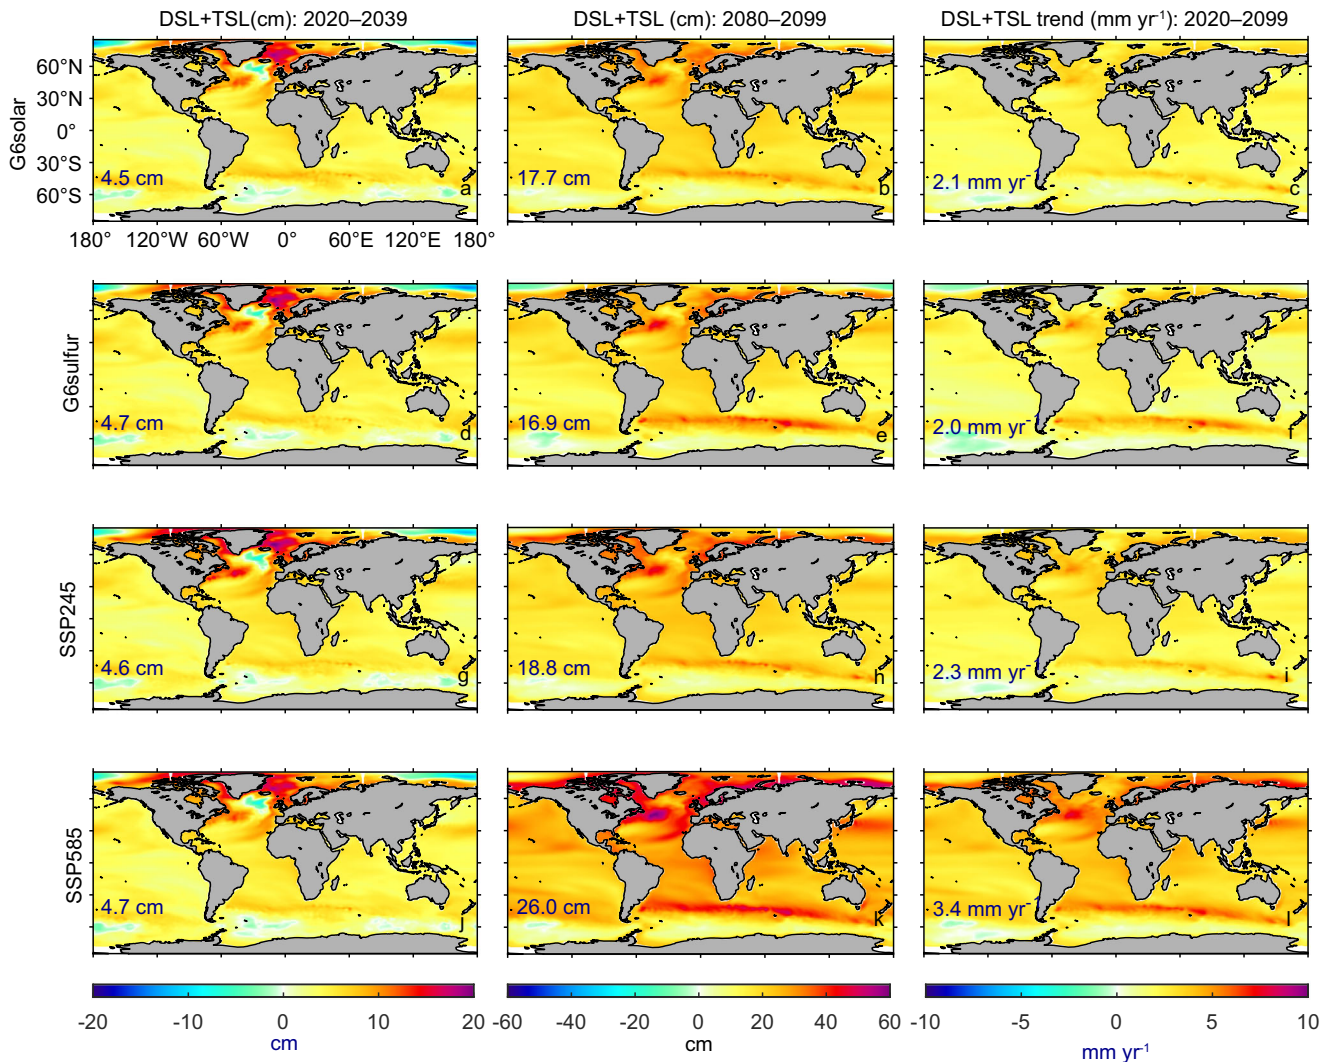 DSL+TSL(cm): 2020–2039
DSL+TSL (cm): 2080–2099
DSL+TSL trend (mm yr⁻¹): 2020–2099
G6solar
60°N
30°N
0°
30°S
60°S
4.5 cm
a
17.7 cm
b
2.1 mm yr⁻
c
180°
120°W
60°W
0°
60°E
120°E
180°
G6sulfur
4.7 cm
d
16.9 cm
e
2.0 mm yr⁻
f
SSP245
4.6 cm
g
18.8 cm
h
2.3 mm yr⁻
i
SSP585
4.7 cm
j
26.0 cm
k
3.4 mm yr⁻
l
-20 -10 0 10 20
cm
-60 -40 -20 0 20 40 60
cm
-10 -5 0 5 10
mm yr⁻¹